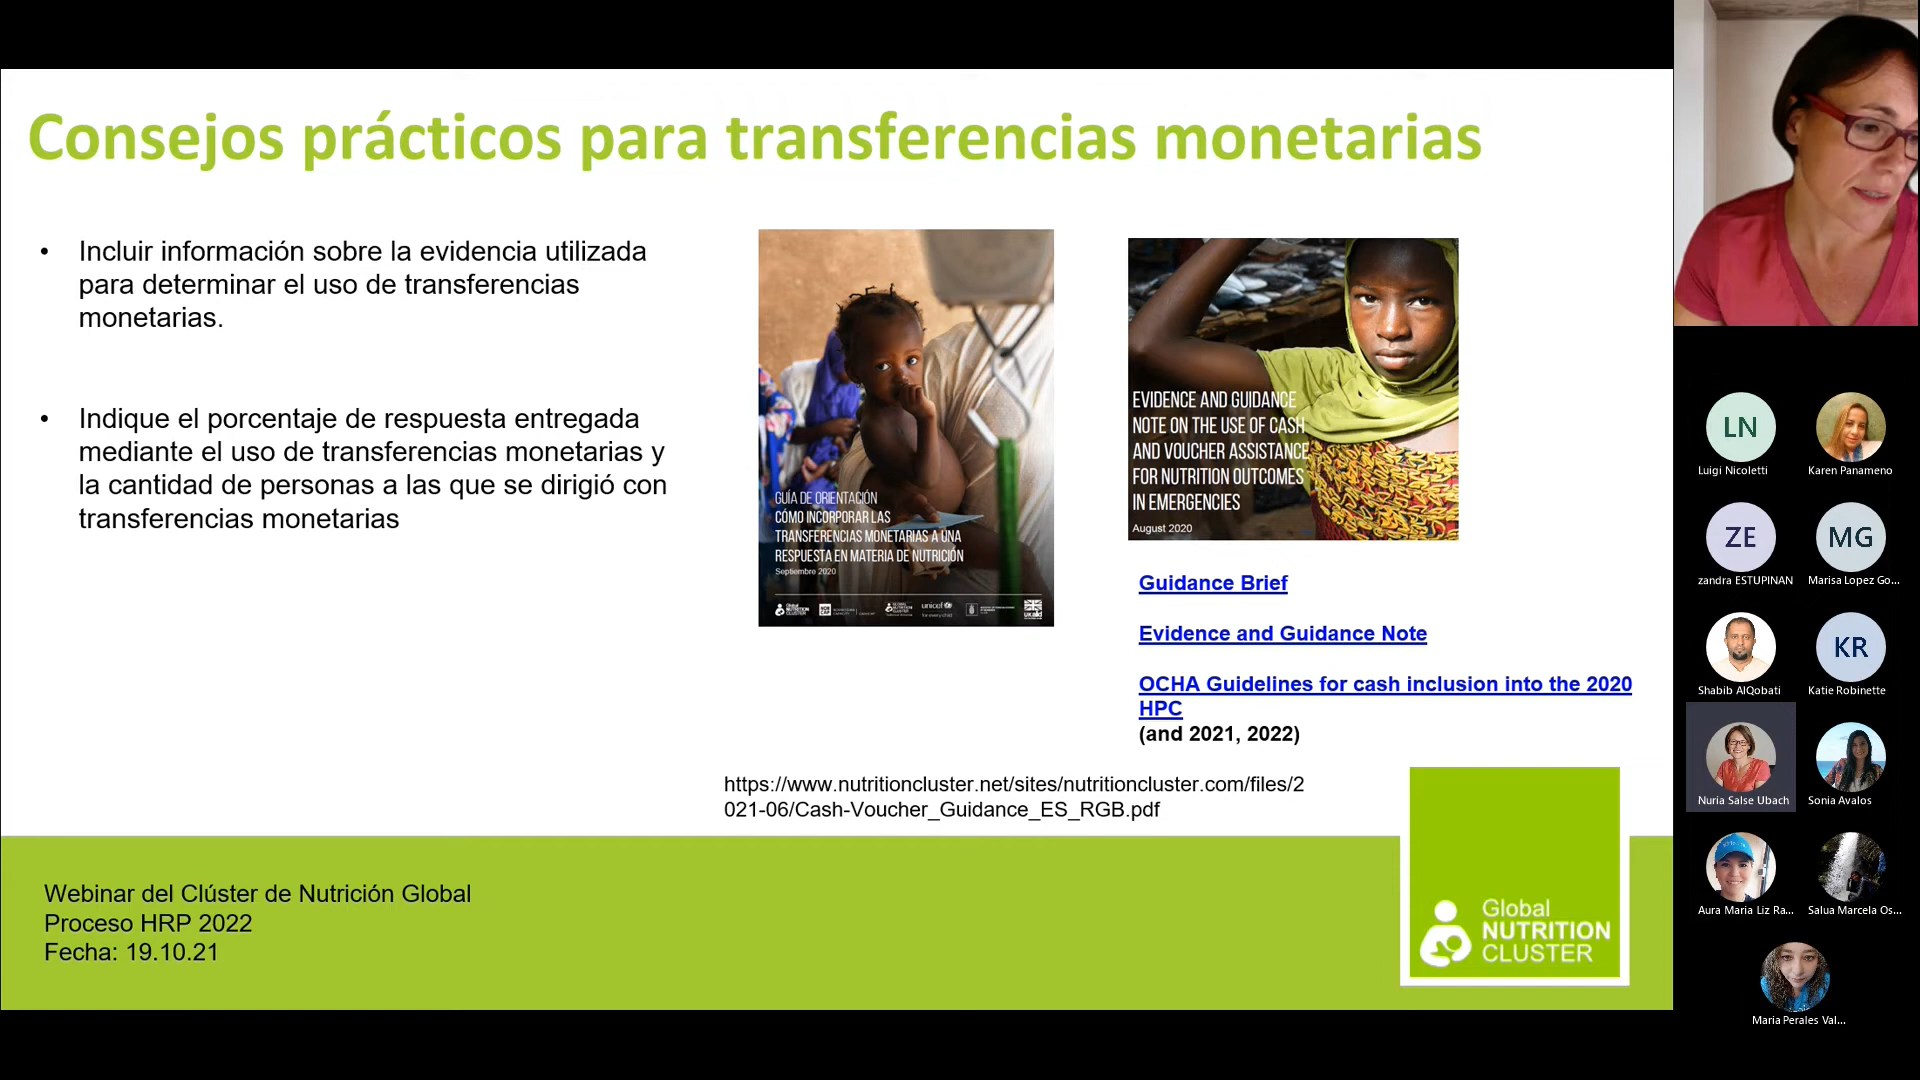 Consejos prácticos para transferencias monetarias
• Incluir información sobre la evidencia utilizada
para determinar el uso de transferencias
monetarias.
• Indique el porcentaje de respuesta entregada
mediante el uso de transferencias monetarias y
la cantidad de personas a las que se dirigió con
transferencias monetarias
GUÍA DE ORIENTACIÓN
CÓMO INCORPORAR LAS
TRANSFERENCIAS MONETARIAS A UNA
RESPUESTA EN MATERIA DE NUTRICIÓN
Septiembre 2020
Global
NUTRITION
CLUSTER
unicef
for every child
UKaid
EVIDENCE AND GUIDANCE
NOTE ON THE USE OF CASH
AND VOUCHER ASSISTANCE
FOR NUTRITION OUTCOMES
IN EMERGENCIES
August 2020
Guidance Brief
Evidence and Guidance Note
OCHA Guidelines for cash inclusion into the 2020
HPC
(and 2021, 2022)
https://www.nutritioncluster.net/sites/nutritioncluster.com/files/2
021-06/Cash-Voucher_Guidance_ES_RGB.pdf
Webinar del Clúster de Nutrición Global
Proceso HRP 2022
Fecha: 19.10.21
Global
NUTRITION
CLUSTER
LN
Luigi Nicoletti
Karen Panameno
ZE
zandra ESTUPINAN
MG
Marisa Lopez Go...
Shabib AlQobati
KR
Katie Robinette
Nuria Salse Ubach
Sonia Avalos
Aura Maria Liz Ra...
Salua Marcela Os...
Maria Perales Val...